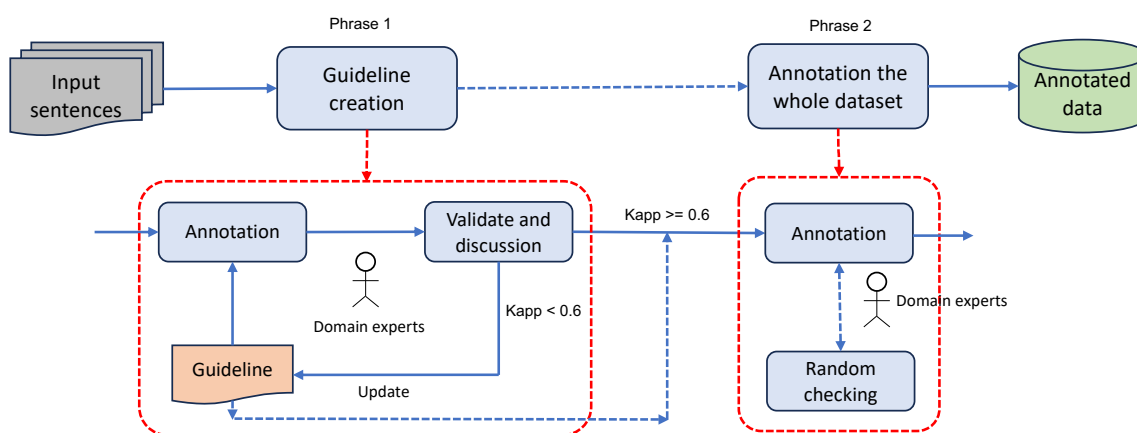 Phrase 1
Phrase 2
Input
sentences
Guideline
creation
Annotation the
whole dataset
Annotated
data
Annotation
Validate and
discussion
Kapp >= 0.6
Annotation
Domain experts
Kapp < 0.6
Domain experts
Guideline
Update
Random
checking